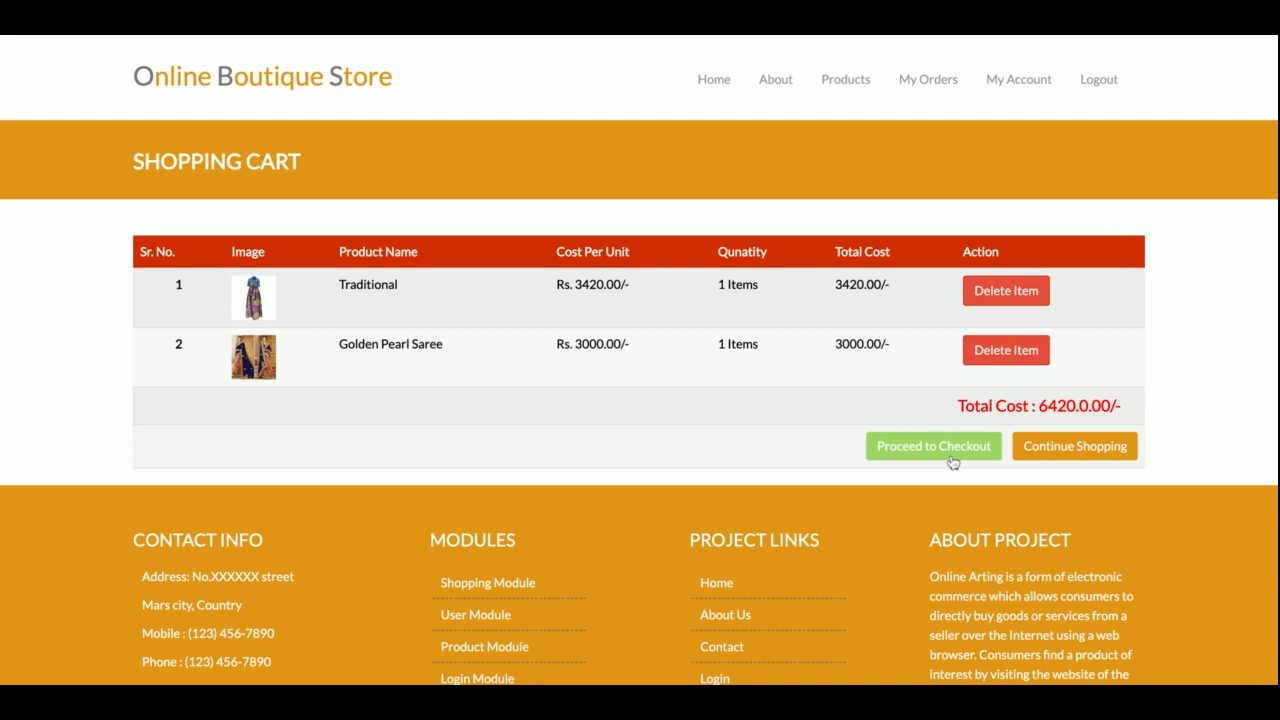 Online Boutique Store
Home About Products My Orders My Account Logout
SHOPPING CART
Sr. No. Image Product Name Cost Per Unit Qunatity Total Cost Action
1 Traditional Rs. 3420.00/- 1 Items 3420.00/- Delete Item
2 Golden Pearl Saree Rs. 3000.00/- 1 Items 3000.00/- Delete Item
Total Cost : 6420.0.00/-
Proceed to Checkout Continue Shopping
CONTACT INFO
Address: No.XXXXXX street
Mars city, Country
Mobile : (123) 456-7890
Phone : (123) 456-7890
MODULES
Shopping Module
User Module
Product Module
Login Module
PROJECT LINKS
Home
About Us
Contact
Login
ABOUT PROJECT
Online Arting is a form of electronic
commerce which allows consumers to
directly buy goods or services from a
seller over the Internet using a web
browser. Consumers find a product of
interest by visiting the website of the